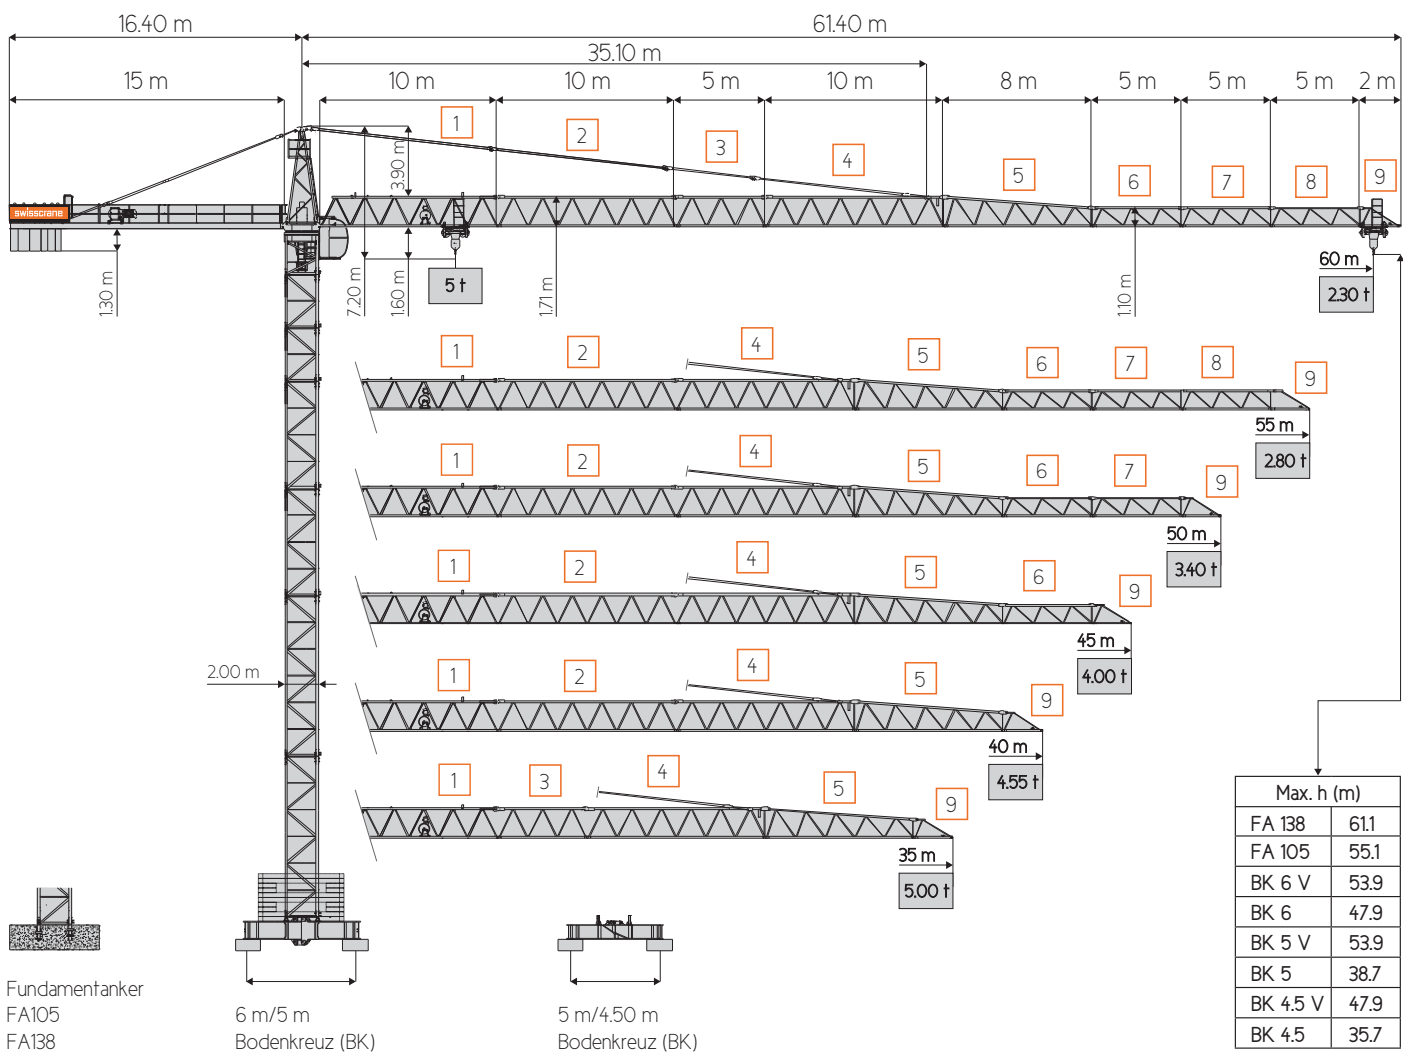 16.40 m
61.40 m
35.10 m
15 m
10 m
10 m
5 m
10 m
8 m
5 m
5 m
5 m
2 m
1
2
3
4
5
6
7
8
9
3.90 m
swisscrane
1.30 m
7.20 m
1.60 m
5 t
1.71 m
1.10 m
60 m
2.30 t
1
2
4
5
6
7
8
9
55 m
2.80 t
1
2
4
5
6
7
9
50 m
3.40 t
1
2
4
5
6
9
45 m
4.00 t
2.00 m
1
2
4
5
9
40 m
4.55 t
1
3
4
5
9
35 m
5.00 t
Max. h (m)
FA 138 61.1
FA 105 55.1
BK 6 V 53.9
BK 6 47.9
BK 5 V 53.9
BK 5 38.7
BK 4.5 V 47.9
BK 4.5 35.7
Fundamentanker
FA105
FA138
6 m/5 m
Bodenkreuz (BK)
5 m/4.50 m
Bodenkreuz (BK)